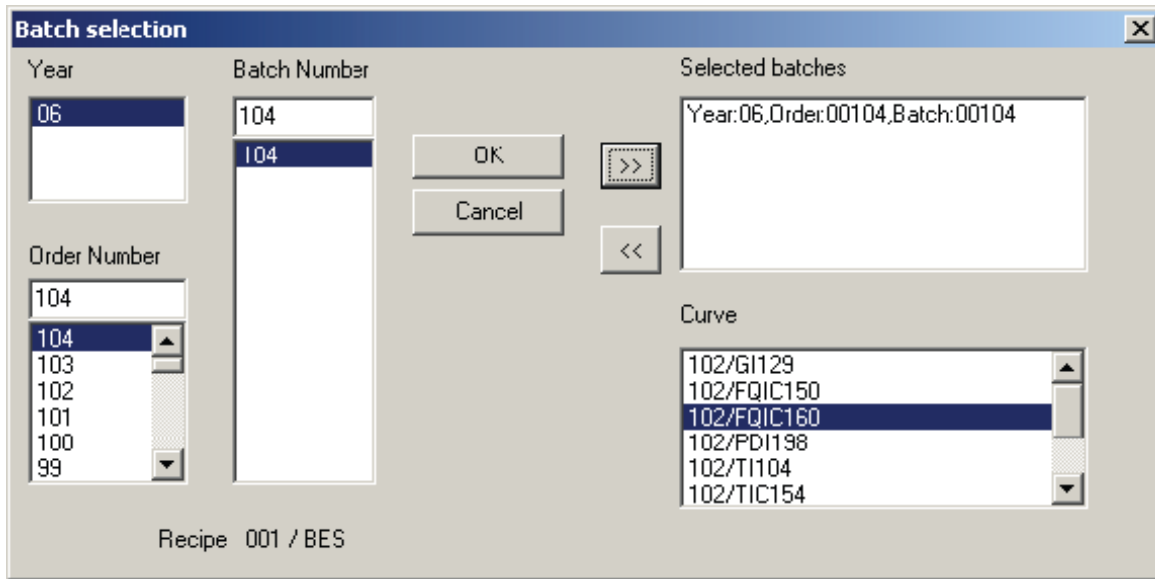 Batch selection
Year
06
Batch Number
104
104
OK
Cancel
>>
<<
Selected batches
Year:06,Order:00104,Batch:00104
Order Number
104
104
103
102
101
100
99
Curve
102/GI129
102/FQIC150
102/FQIC160
102/PDI198
102/TI104
102/TIC154
Recipe 001 / BES